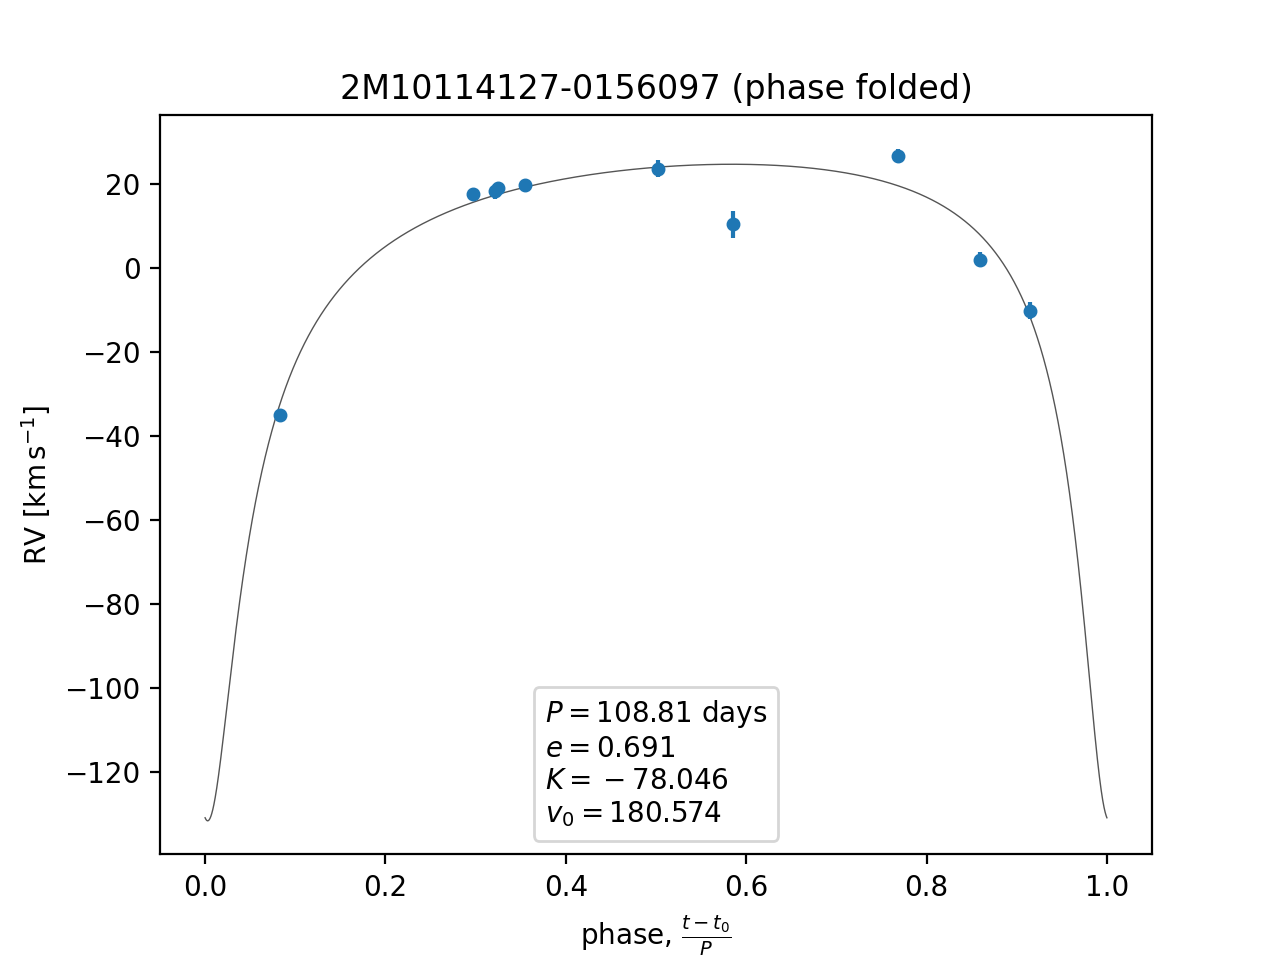 2M10114127-0156097 (phase folded)
RV [km s⁻¹]
20
0
−20
−40
−60
−80
−100
−120
P = 108.81 days
e = 0.691
K = −78.046
v₀ = 180.574
0.0 0.2 0.4 0.6 0.8 1.0
phase, (t − t₀)/P